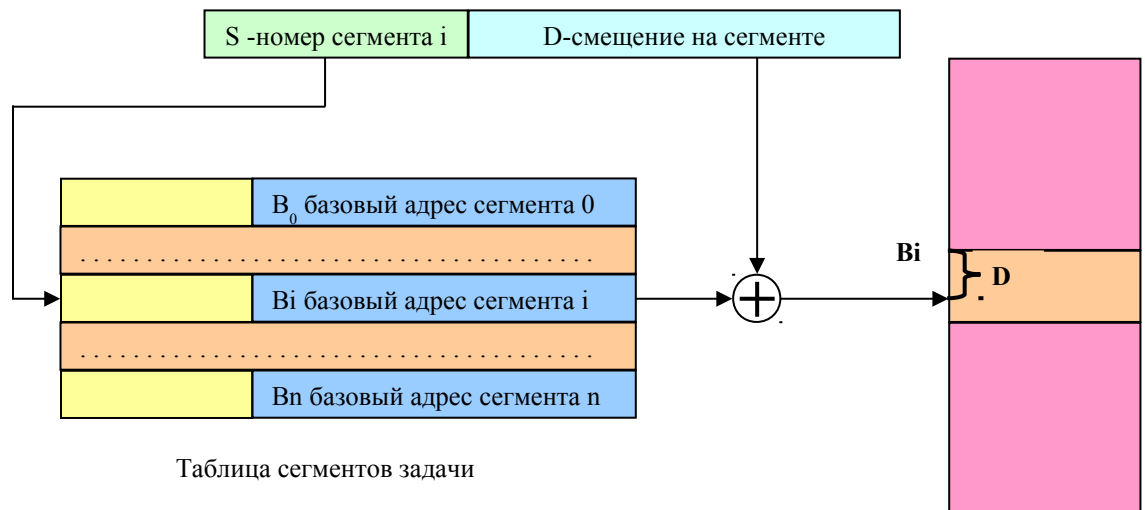 S -номер сегмента i
D-смещение на сегменте
B0 базовый адрес сегмента 0
. . . . . . . . . . . . . . . . . . . . . . . . . . . . . . . . . . . . . . . . .
Bi базовый адрес сегмента i
. . . . . . . . . . . . . . . . . . . . . . . . . . . . . . . . . . . . . . . . .
Bn базовый адрес сегмента n
Bi
D
Таблица сегментов задачи